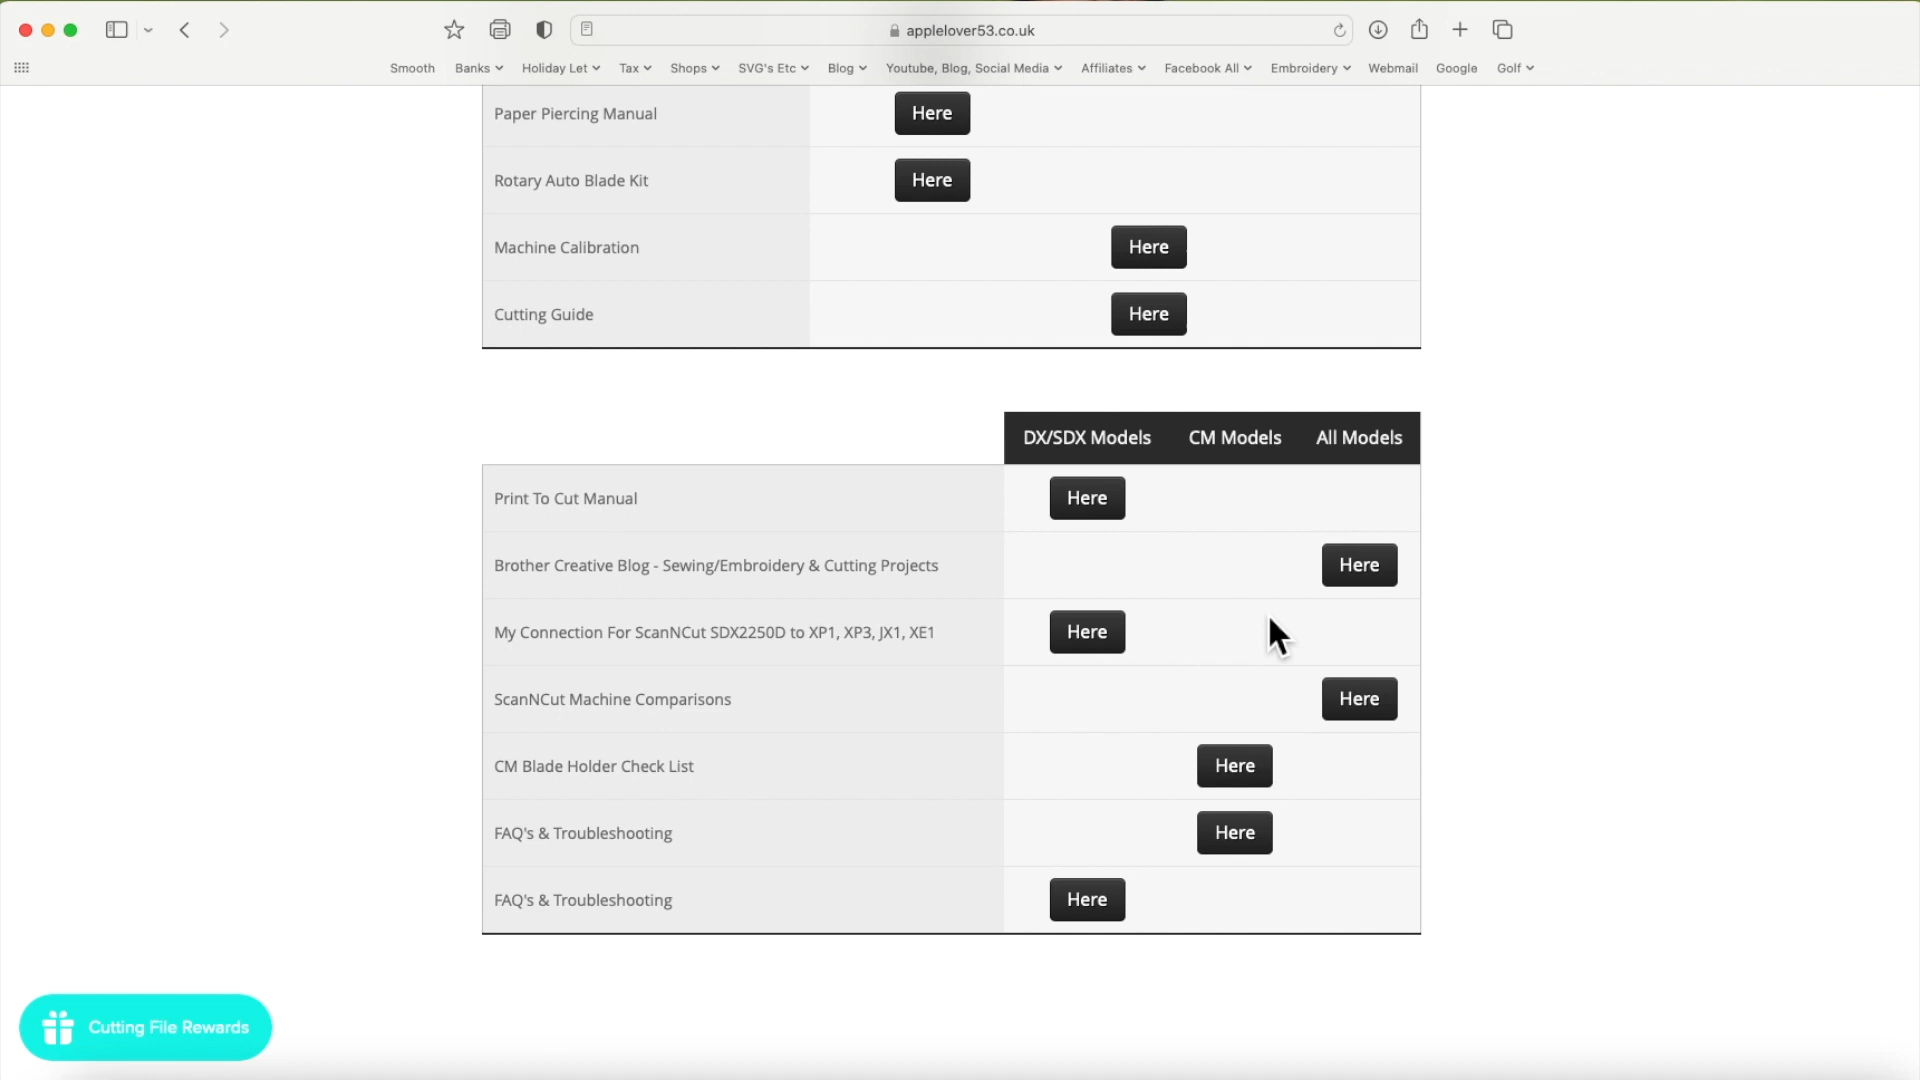 applelover53.co.uk
Smooth Banks Holiday Let Tax Shops SVG's Etc Blog Youtube, Blog, Social Media Affiliates Facebook All Embroidery Webmail Google Golf
Paper Piercing Manual Here
Rotary Auto Blade Kit Here
Machine Calibration Here
Cutting Guide Here
DX/SDX Models CM Models All Models
Print To Cut Manual Here
Brother Creative Blog - Sewing/Embroidery & Cutting Projects Here
My Connection For ScanNCut SDX2250D to XP1, XP3, JX1, XE1 Here
ScanNCut Machine Comparisons Here
CM Blade Holder Check List Here
FAQ's & Troubleshooting Here
FAQ's & Troubleshooting Here
Cutting File Rewards